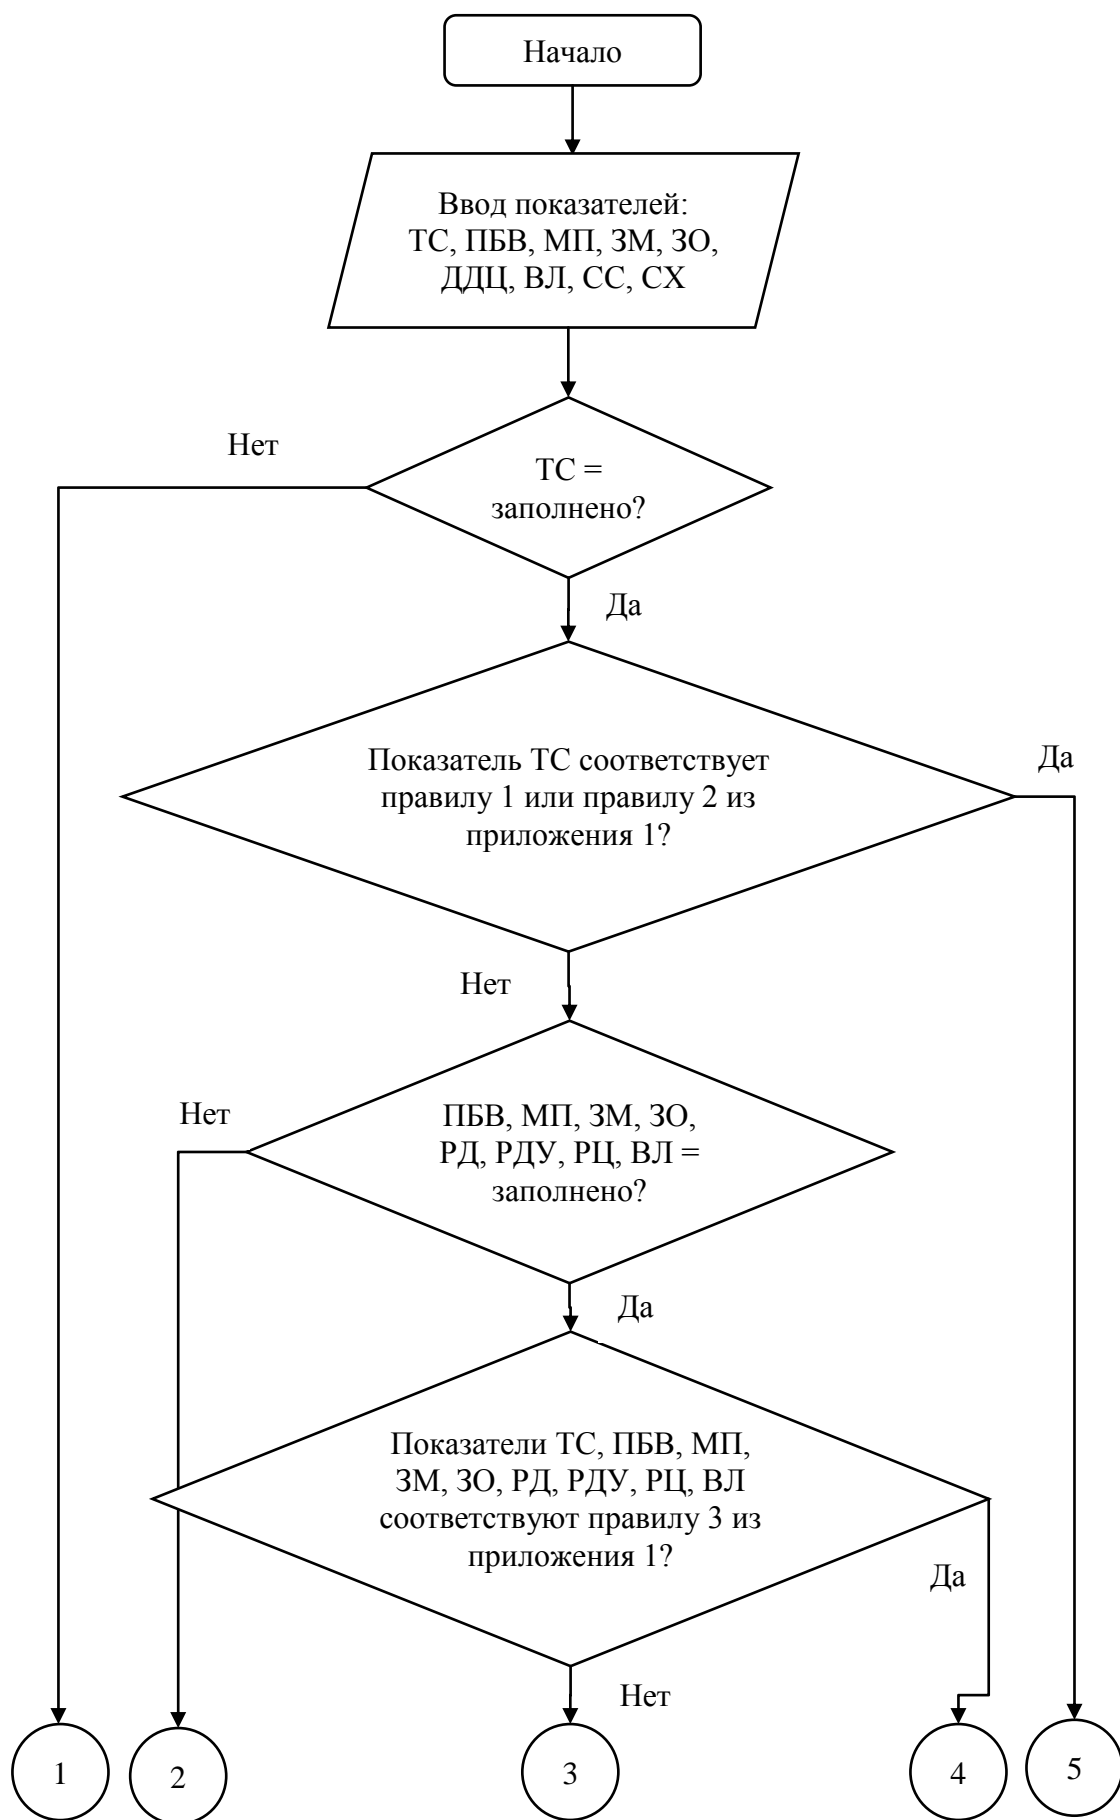 Начало
Ввод показателей:
ТС, ПБВ, МП, ЗМ, ЗО,
ДДЦ, ВЛ, СС, СХ
Нет
ТС =
заполнено?
Да
Показатель ТС соответствует
правилу 1 или правилу 2 из
приложения 1?
Да
Нет
Нет
ПБВ, МП, ЗМ, ЗО,
РД, РДУ, РЦ, ВЛ =
заполнено?
Да
Показатели ТС, ПБВ, МП,
ЗМ, ЗО, РД, РДУ, РЦ, ВЛ
соответствуют правилу 3 из
приложения 1?
Да
Нет
1
2
3
4
5